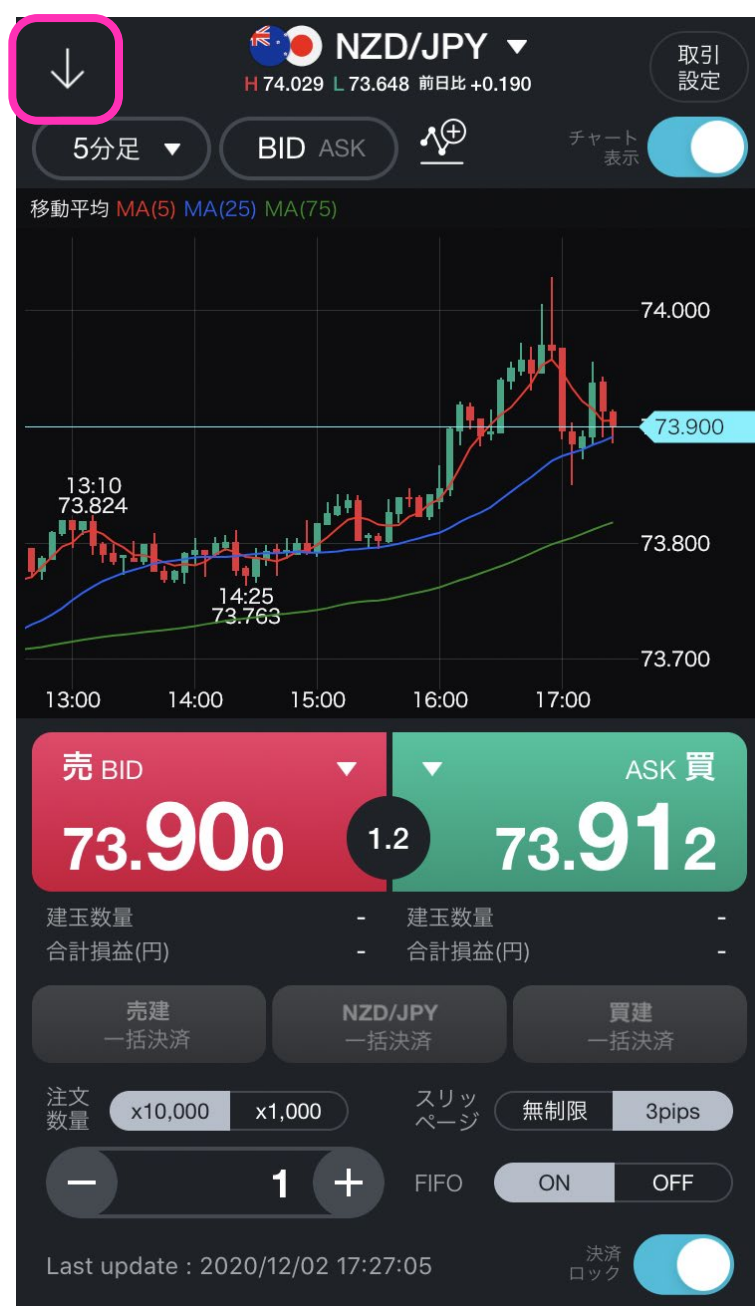 NZD/JPY ▼
H 74.029 L 73.648 前日比 +0.190
取引
設定
5分足 ▼
BID ASK
チャート
表示
移動平均 MA(5) MA(25) MA(75)
74.000
73.900
13:10
73.824
73.800
14:25
73.763
73.700
13:00 14:00 15:00 16:00 17:00
売 BID ▼
▼ ASK 買
73.900
1.2
73.912
建玉数量 - 建玉数量 -
合計損益(円) - 合計損益(円) -
売建
一括決済
NZD/JPY
一括決済
買建
一括決済
注文
数量
x10,000 x1,000
スリッ
ページ
無制限 3pips
− 1 +
FIFO ON OFF
Last update : 2020/12/02 17:27:05
決済
ロック